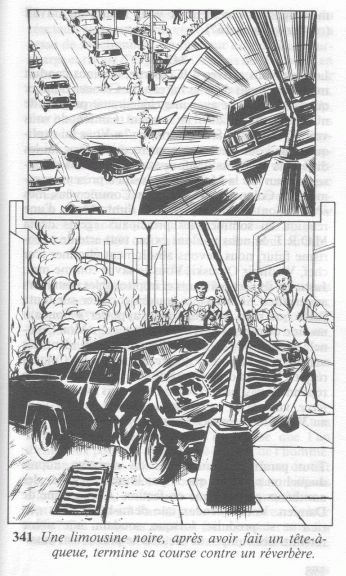 341 Une limousine noire, après avoir fait un tête-à-
queue, termine sa course contre un réverbère.